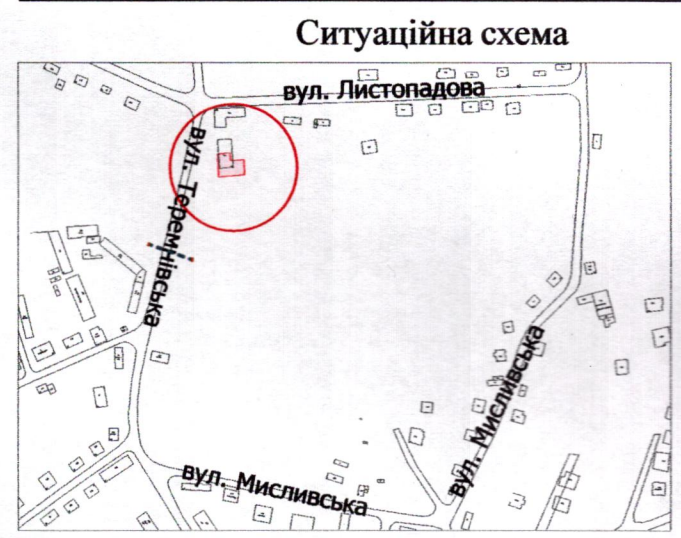 Ситуаційна схема
вул. Листопадова
вул. Теремнівська
вул. Мисливська
вул. Мисливська